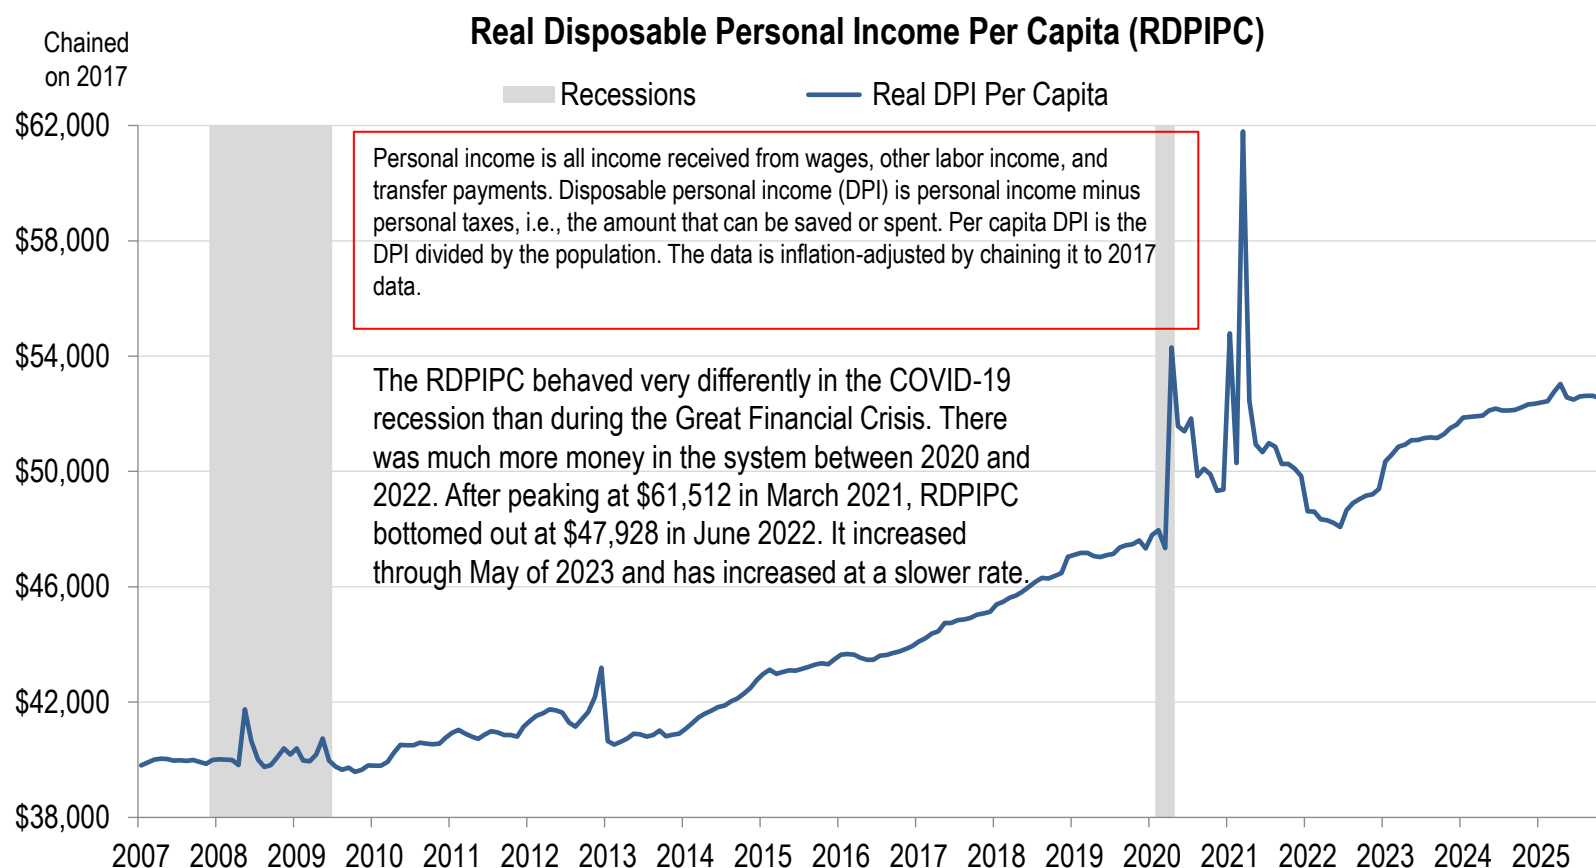 Real Disposable Personal Income Per Capita (RDPIPC)
Chained
on 2017
Recessions
Real DPI Per Capita
$62,000
$58,000
$54,000
$50,000
$46,000
$42,000
$38,000
Personal income is all income received from wages, other labor income, and
transfer payments. Disposable personal income (DPI) is personal income minus
personal taxes, i.e., the amount that can be saved or spent. Per capita DPI is the
DPI divided by the population. The data is inflation-adjusted by chaining it to 2017
data.
The RDPIPC behaved very differently in the COVID-19
recession than during the Great Financial Crisis. There
was much more money in the system between 2020 and
2022. After peaking at $61,512 in March 2021, RDPIPC
bottomed out at $47,928 in June 2022. It increased
through May of 2023 and has increased at a slower rate.
2007 2008 2009 2010 2011 2012 2013 2014 2015 2016 2017 2018 2019 2020 2021 2022 2023 2024 2025